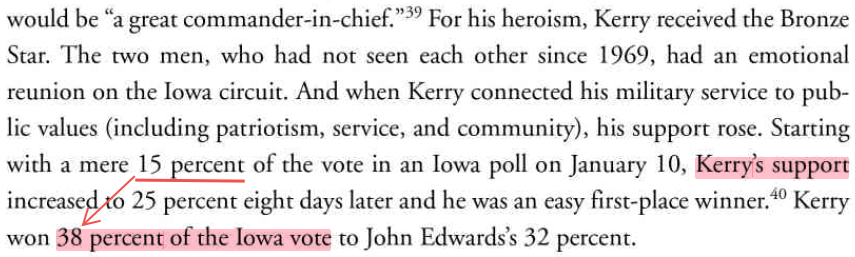 would be “a great commander-in-chief.”39 For his heroism, Kerry received the Bronze
Star. The two men, who had not seen each other since 1969, had an emotional
reunion on the Iowa circuit. And when Kerry connected his military service to pub-
lic values (including patriotism, service, and community), his support rose. Starting
with a mere 15 percent of the vote in an Iowa poll on January 10, Kerry’s support
increased to 25 percent eight days later and he was an easy first-place winner.40 Kerry
won 38 percent of the Iowa vote to John Edwards’s 32 percent.